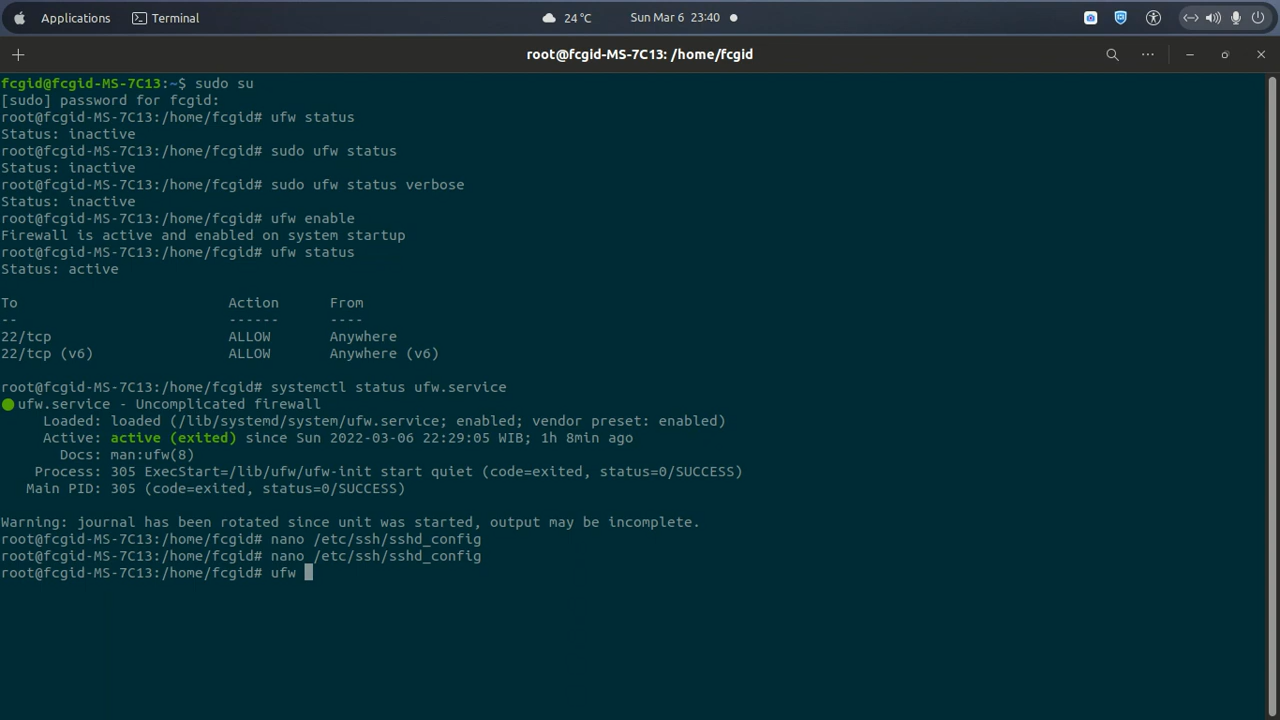 Applications Terminal 24 °C Sun Mar 6 23:40
root@fcgid-MS-7C13: /home/fcgid
fcgid@fcgid-MS-7C13:~$ sudo su
[sudo] password for fcgid:
root@fcgid-MS-7C13:/home/fcgid# ufw status
Status: inactive
root@fcgid-MS-7C13:/home/fcgid# sudo ufw status
Status: inactive
root@fcgid-MS-7C13:/home/fcgid# sudo ufw status verbose
Status: inactive
root@fcgid-MS-7C13:/home/fcgid# ufw enable
Firewall is active and enabled on system startup
root@fcgid-MS-7C13:/home/fcgid# ufw status
Status: active
To                         Action      From
--                         ------      ----
22/tcp                     ALLOW       Anywhere
22/tcp (v6)                ALLOW       Anywhere (v6)
root@fcgid-MS-7C13:/home/fcgid# systemctl status ufw.service
● ufw.service - Uncomplicated firewall
     Loaded: loaded (/lib/systemd/system/ufw.service; enabled; vendor preset: enabled)
     Active: active (exited) since Sun 2022-03-06 22:29:05 WIB; 1h 8min ago
       Docs: man:ufw(8)
    Process: 305 ExecStart=/lib/ufw/ufw-init start quiet (code=exited, status=0/SUCCESS)
   Main PID: 305 (code=exited, status=0/SUCCESS)
Warning: journal has been rotated since unit was started, output may be incomplete.
root@fcgid-MS-7C13:/home/fcgid# nano /etc/ssh/sshd_config
root@fcgid-MS-7C13:/home/fcgid# nano /etc/ssh/sshd_config
root@fcgid-MS-7C13:/home/fcgid# ufw